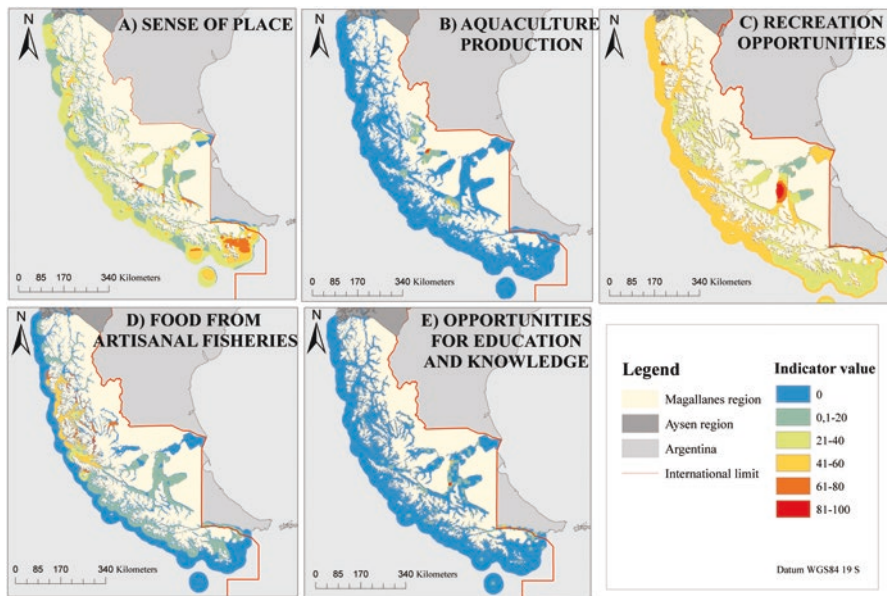 N
A) SENSE OF PLACE
0 85 170 340 Kilometers
N
B) AQUACULTURE
PRODUCTION
0 85 170 340 Kilometers
N
C) RECREATION
OPPORTUNITIES
0 85 170 340 Kilometers
N
D) FOOD FROM
ARTISANAL FISHERIES
0 85 170 340 Kilometers
N
E) OPPORTUNITIES
FOR EDUCATION
AND KNOWLEDGE
0 85 170 340 Kilometers
Legend
Magallanes region
Aysen region
Argentina
International limit
Indicator value
0
0,1-20
21-40
41-60
61-80
81-100
Datum WGS84 19 S